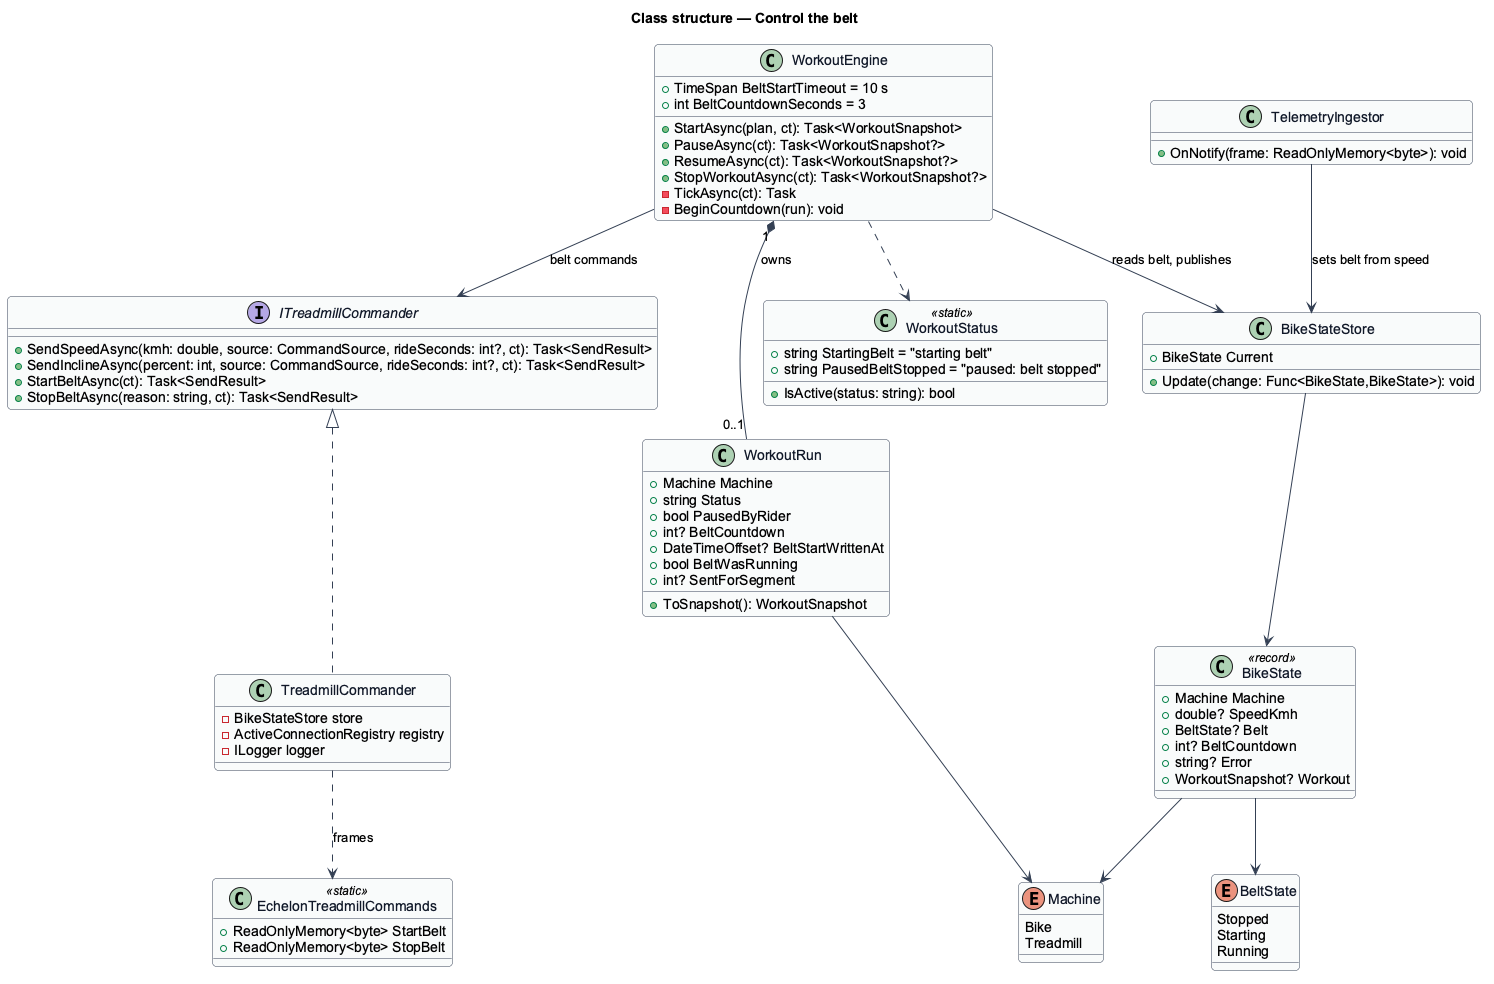 Class structure — Control the belt
C WorkoutEngine
TimeSpan BeltStartTimeout = 10 s
int BeltCountdownSeconds = 3
StartAsync(plan, ct): Task<WorkoutSnapshot>
PauseAsync(ct): Task<WorkoutSnapshot?>
ResumeAsync(ct): Task<WorkoutSnapshot?>
StopWorkoutAsync(ct): Task<WorkoutSnapshot?>
TickAsync(ct): Task
BeginCountdown(run): void
C TelemetryIngestor
OnNotify(frame: ReadOnlyMemory<byte>): void
belt commands
1
owns
reads belt, publishes
sets belt from speed
I ITreadmillCommander
SendSpeedAsync(kmh: double, source: CommandSource, rideSeconds: int?, ct): Task<SendResult>
SendInclineAsync(percent: int, source: CommandSource, rideSeconds: int?, ct): Task<SendResult>
StartBeltAsync(ct): Task<SendResult>
StopBeltAsync(reason: string, ct): Task<SendResult>
C «static»
WorkoutStatus
string StartingBelt = "starting belt"
string PausedBeltStopped = "paused: belt stopped"
IsActive(status: string): bool
C BikeStateStore
BikeState Current
Update(change: Func<BikeState,BikeState>): void
0..1
C WorkoutRun
Machine Machine
string Status
bool PausedByRider
int? BeltCountdown
DateTimeOffset? BeltStartWrittenAt
bool BeltWasRunning
int? SentForSegment
ToSnapshot(): WorkoutSnapshot
C TreadmillCommander
BikeStateStore store
ActiveConnectionRegistry registry
ILogger logger
C «record»
BikeState
Machine Machine
double? SpeedKmh
BeltState? Belt
int? BeltCountdown
string? Error
WorkoutSnapshot? Workout
frames
C «static»
EchelonTreadmillCommands
ReadOnlyMemory<byte> StartBelt
ReadOnlyMemory<byte> StopBelt
E Machine
Bike
Treadmill
E BeltState
Stopped
Starting
Running